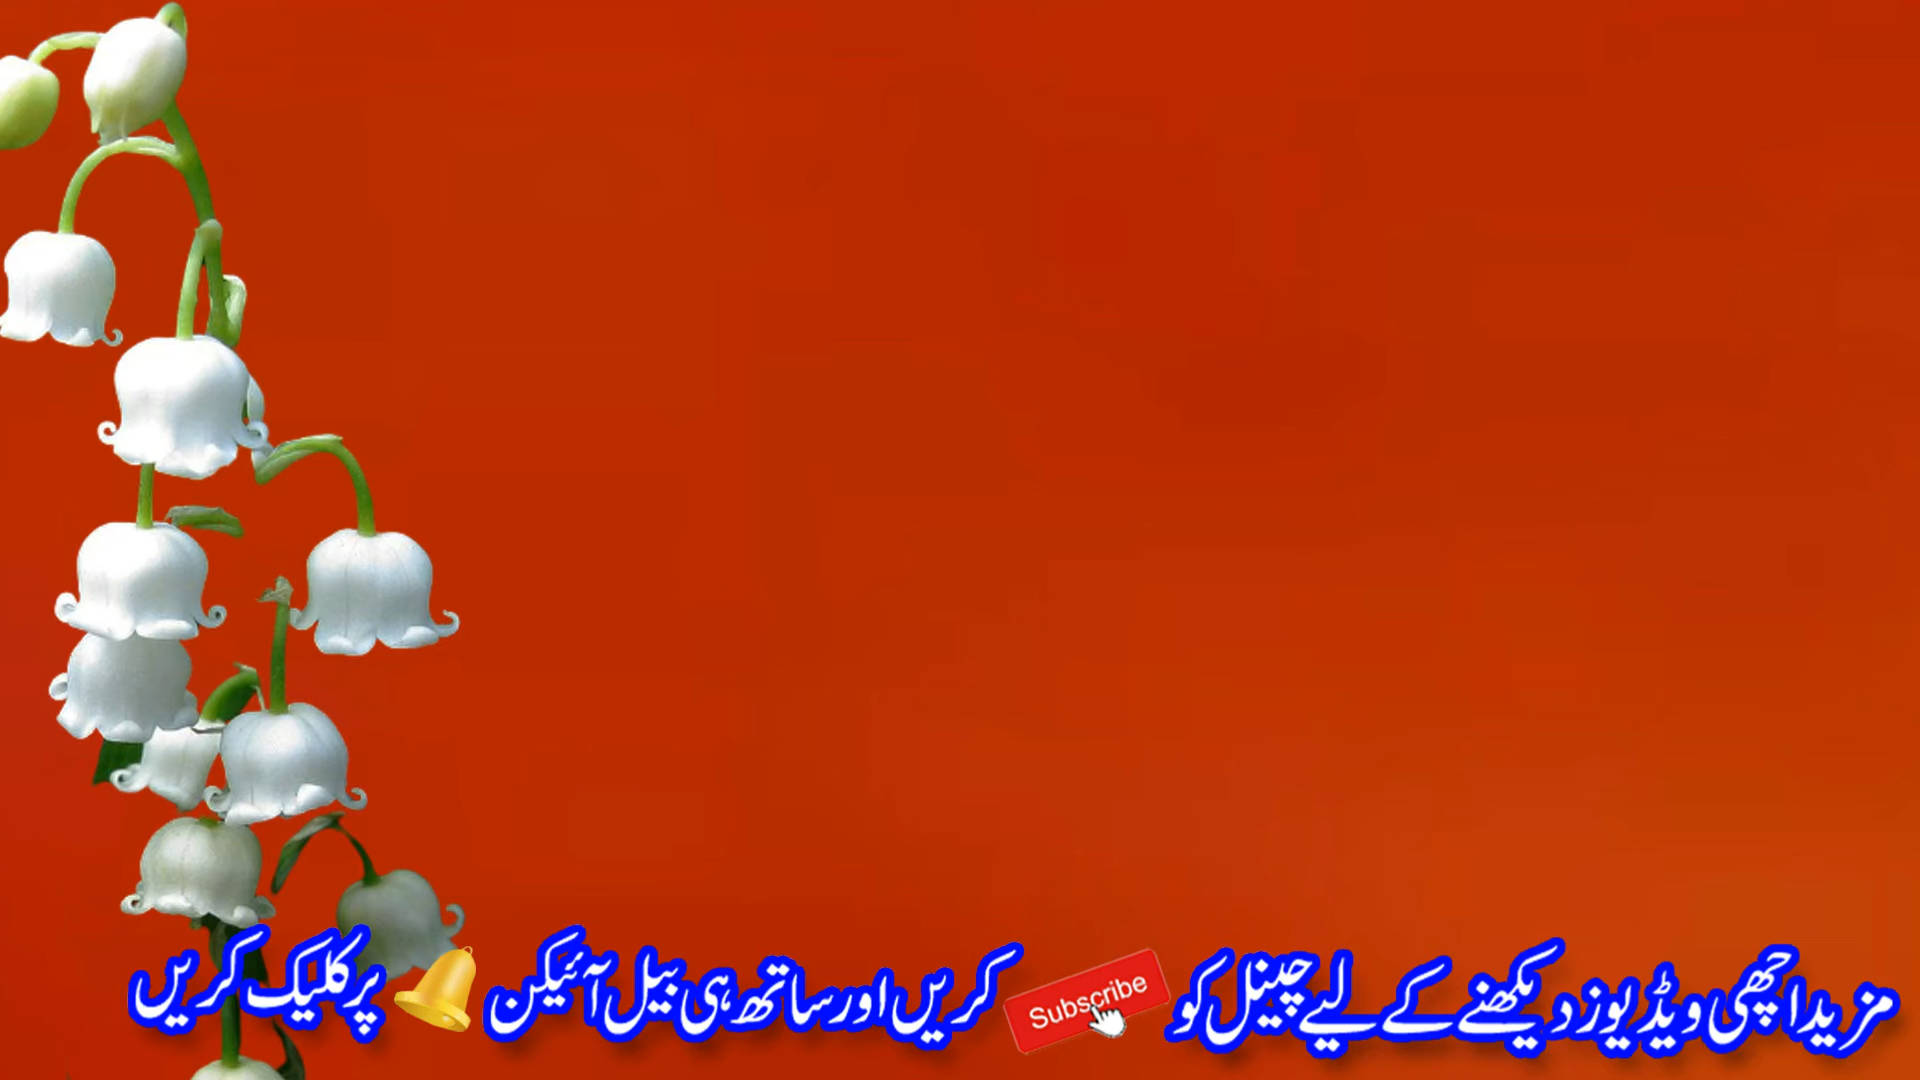 مزید اچھی ویڈیوز دیکھنے کے لیے چینل کو Subscribe کریں اور ساتھ ہی بیل آئیکن پر کلیک کریں